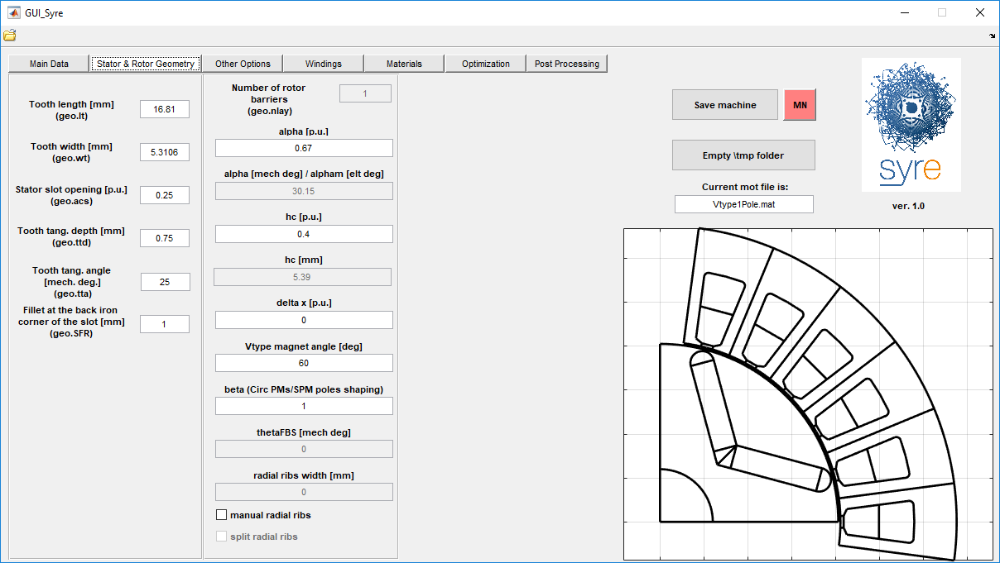 GUI_Syre
Main Data
Stator & Rotor Geometry
Other Options
Windings
Materials
Optimization
Post Processing
Tooth length [mm]
(geo.lt)
16.81
Tooth width [mm]
(geo.wt)
5.3106
Stator slot opening [p.u.]
(geo.acs)
0.25
Tooth tang. depth [mm]
(geo.ttd)
0.75
Tooth tang. angle
[mech. deg.]
(geo.tta)
25
Fillet at the back iron
corner of the slot [mm]
(geo.SFR)
1
Number of rotor
barriers
(geo.nlay)
1
alpha [p.u.]
0.67
alpha [mech deg] / alpham [elt deg]
30.15
hc [p.u.]
0.4
hc [mm]
5.39
delta x [p.u.]
0
Vtype magnet angle [deg]
60
beta (Circ PMs/SPM poles shaping)
1
thetaFBS [mech deg]
0
radial ribs width [mm]
0
manual radial ribs
split radial ribs
Save machine
MN
Empty \tmp folder
Current mot file is:
Vtype1Pole.mat
syre
ver. 1.0